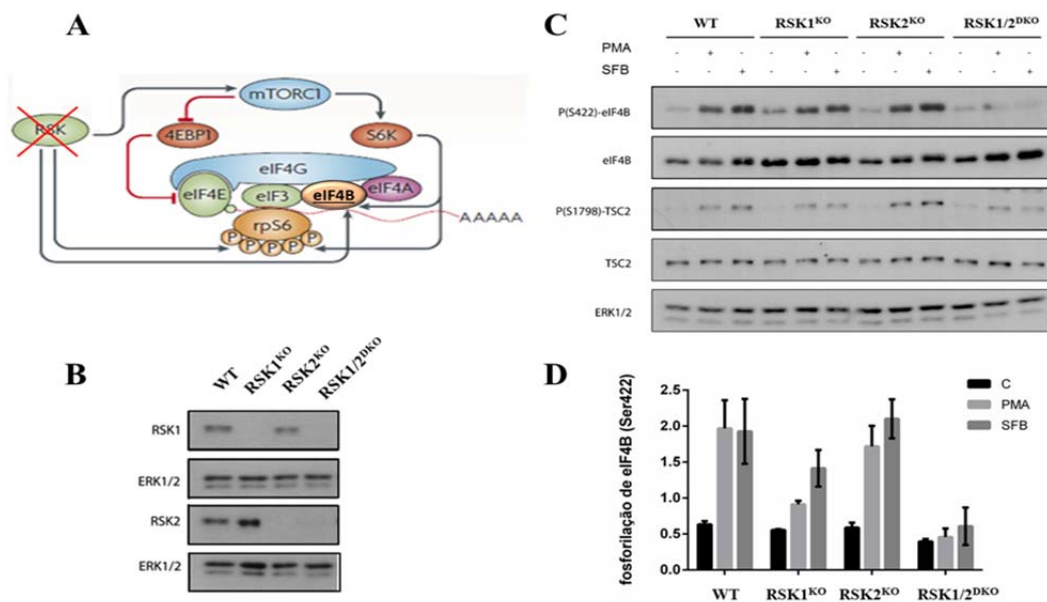 A
RSK
mTORC1
4EBP1
S6K
eIF4G
eIF4E
eIF3
eIF4B
eIF4A
rpS6
P P P P P
AAAAA
B
WT RSK1KO RSK2KO RSK1/2DKO
RSK1
ERK1/2
RSK2
ERK1/2
C
WT RSK1KO RSK2KO RSK1/2DKO
PMA - + - - + - - + - - + -
SFB - - + - - + - - + - - +
P(S422)-eIF4B
eIF4B
P(S1798)-TSC2
TSC2
ERK1/2
D
fosforilação de eIF4B (Ser422)
2.5
2.0
1.5
1.0
0.5
0.0
WT RSK1KO RSK2KO RSK1/2DKO
C
PMA
SFB